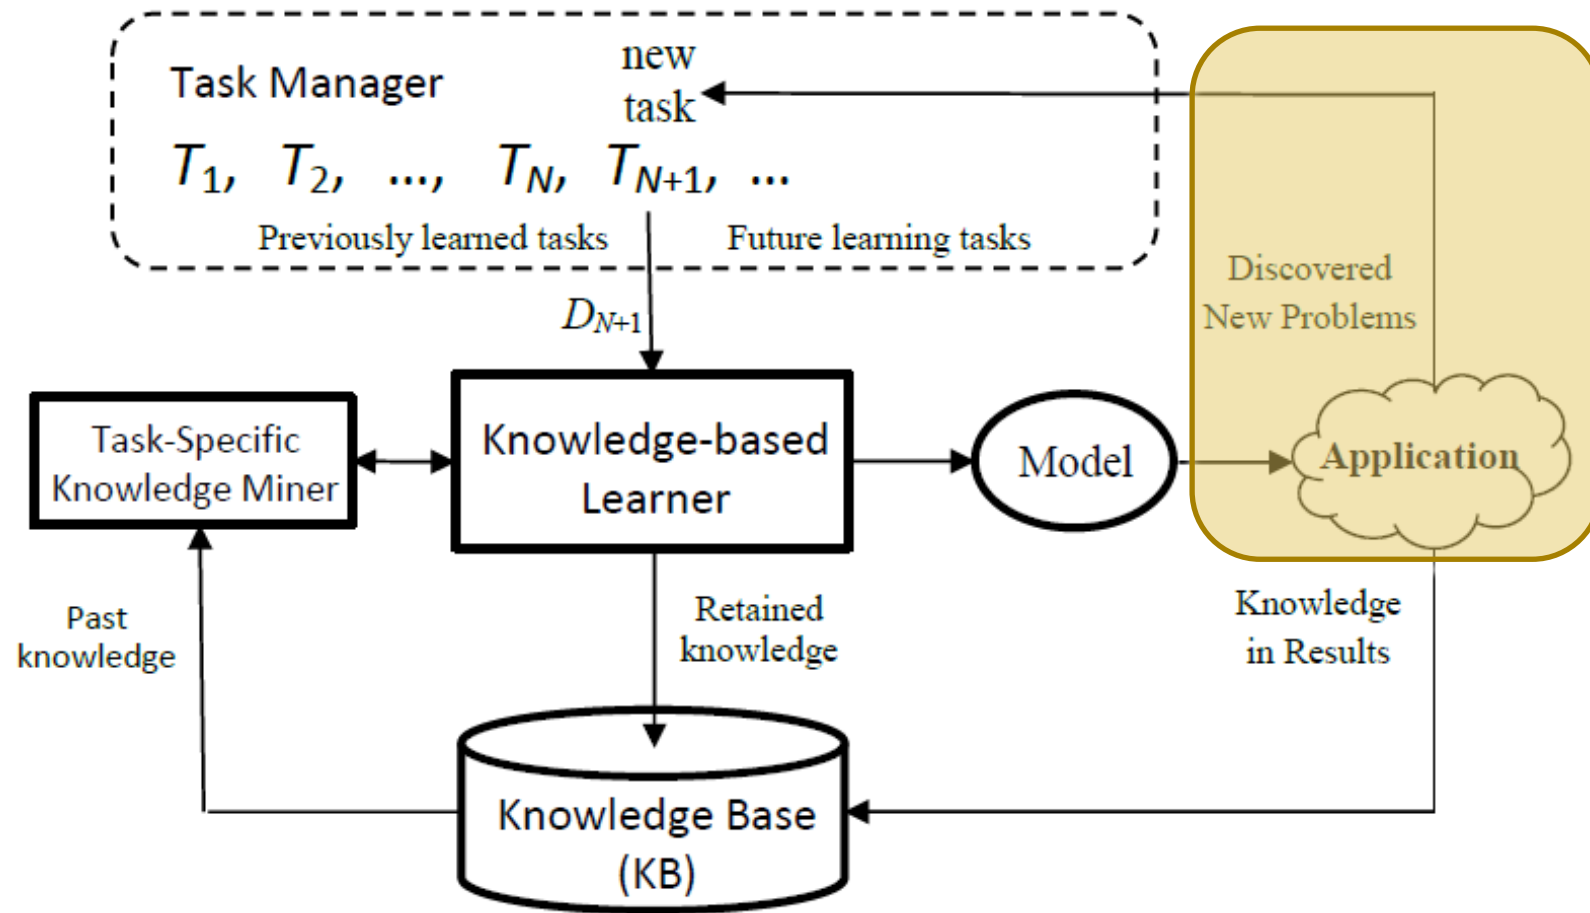 new
Task Manager
task
T1, T2, ..., TN, TN+1, ...
Previously learned tasks
Future learning tasks
Discovered
New Problems
DN+1
Task-Specific
Knowledge Miner
Knowledge-based
Learner
Model
Application
Past
knowledge
Retained
knowledge
Knowledge
in Results
Knowledge Base
(KB)